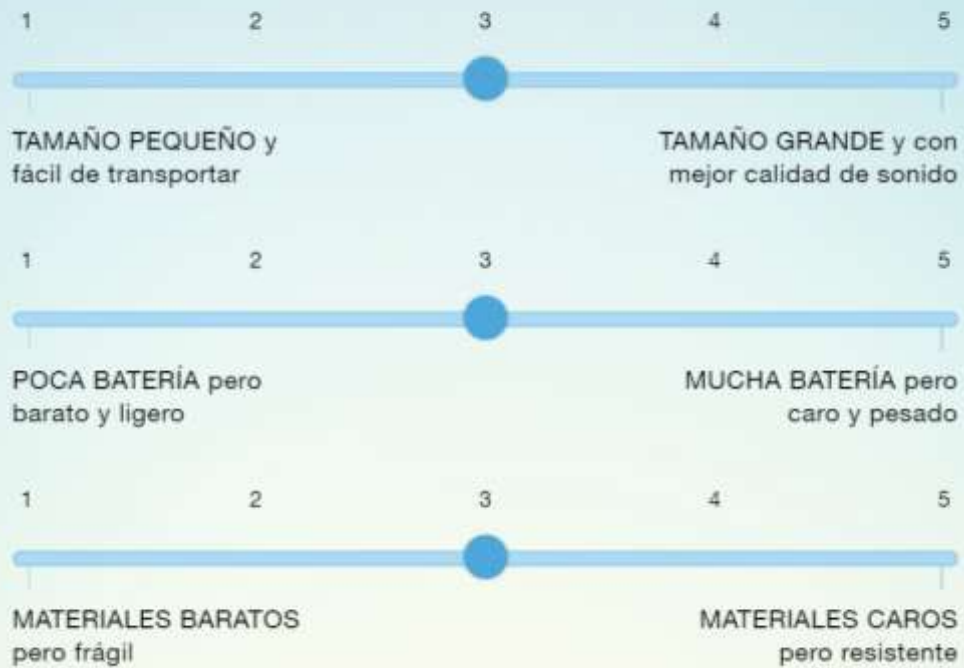 1 2 3 4 5
TAMAÑO PEQUEÑO y
fácil de transportar
TAMAÑO GRANDE y con
mejor calidad de sonido
1 2 3 4 5
POCA BATERÍA pero
barato y ligero
MUCHA BATERÍA pero
caro y pesado
1 2 3 4 5
MATERIALES BARATOS
pero frágil
MATERIALES CAROS
pero resistente